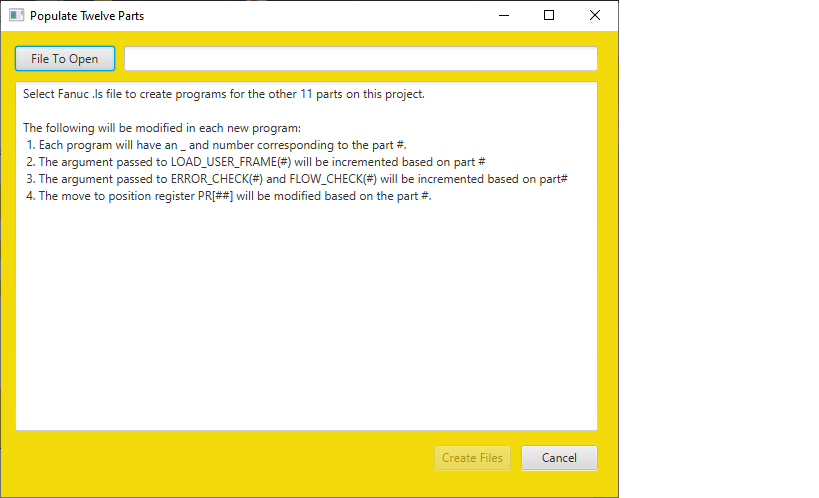 Populate Twelve Parts
File To Open
Select Fanuc .ls file to create programs for the other 11 parts on this project.
The following will be modified in each new program:
1. Each program will have an _ and number corresponding to the part #.
2. The argument passed to LOAD_USER_FRAME(#) will be incremented based on part #
3. The argument passed to ERROR_CHECK(#) and FLOW_CHECK(#) will be incremented based on part#
4. The move to position register PR[##] will be modified based on the part #.
Create Files
Cancel